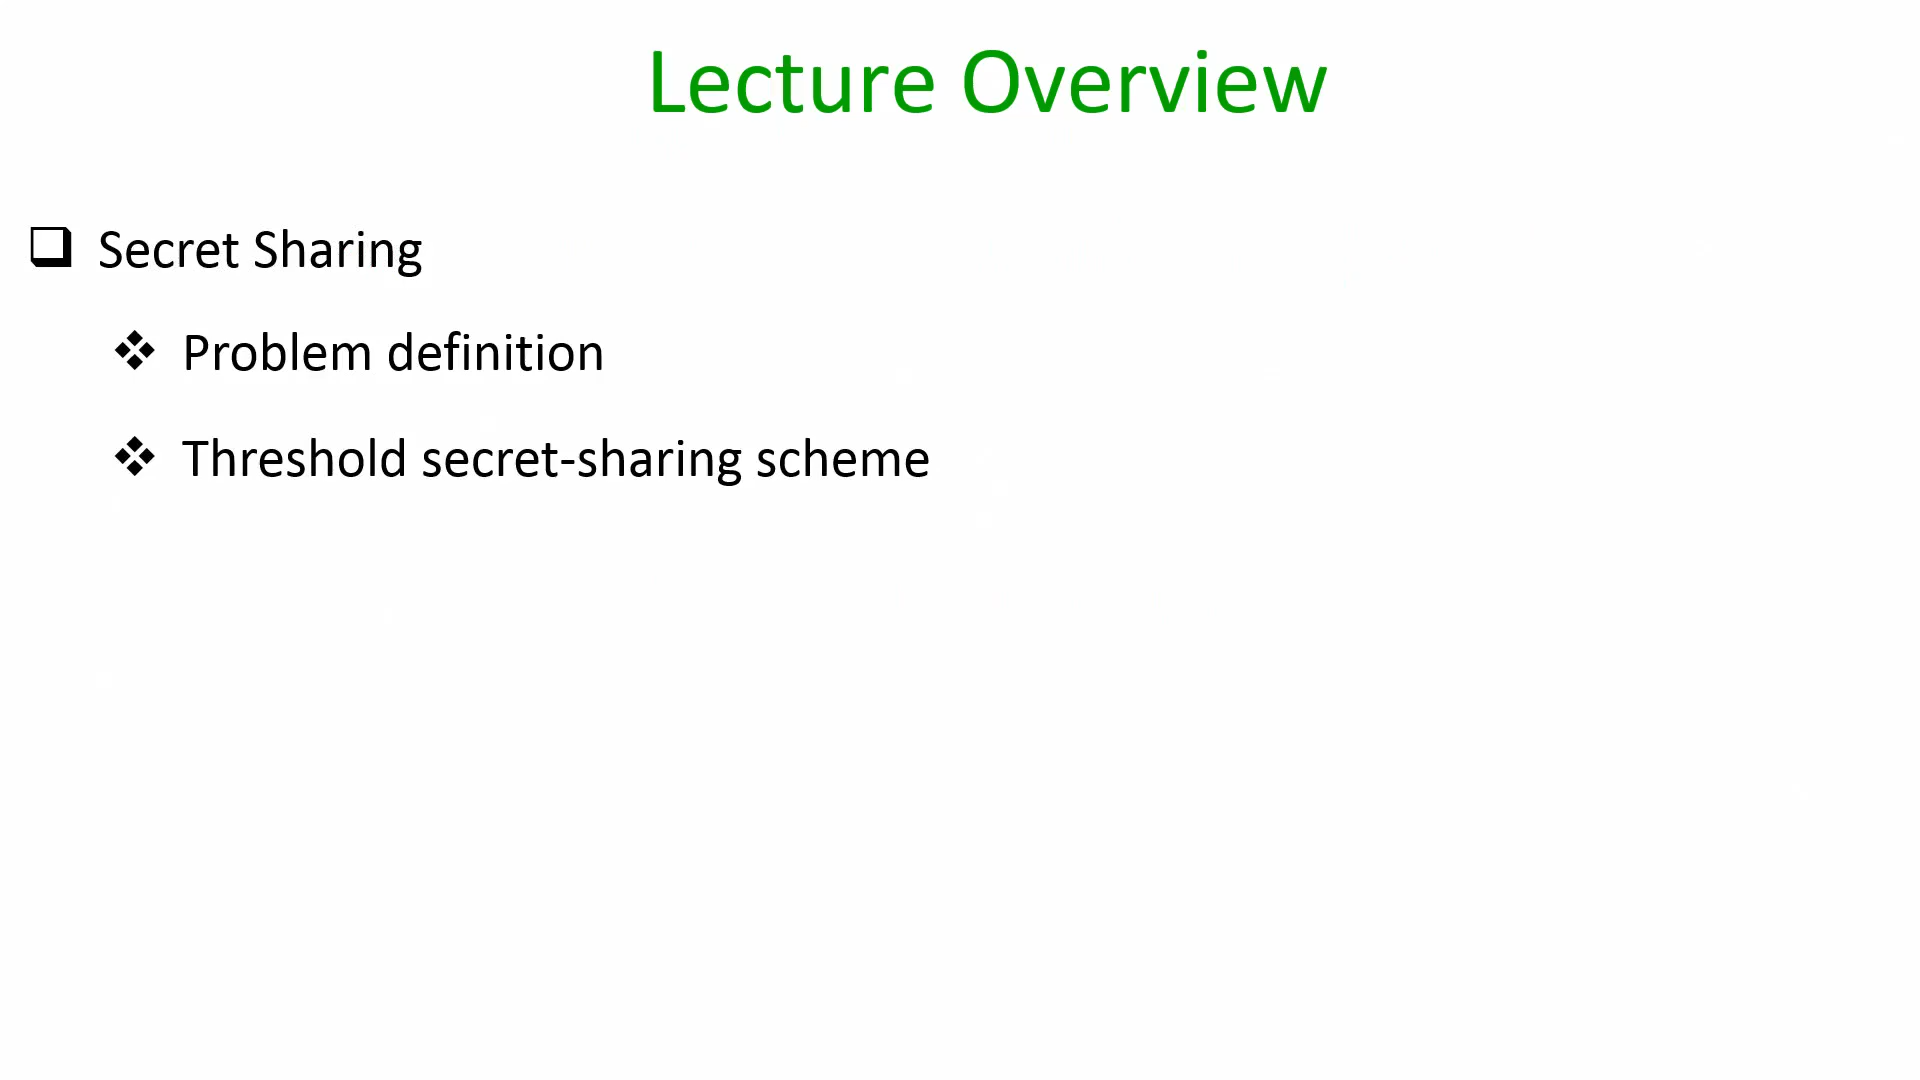 Lecture Overview
Secret Sharing
Problem definition
Threshold secret-sharing scheme